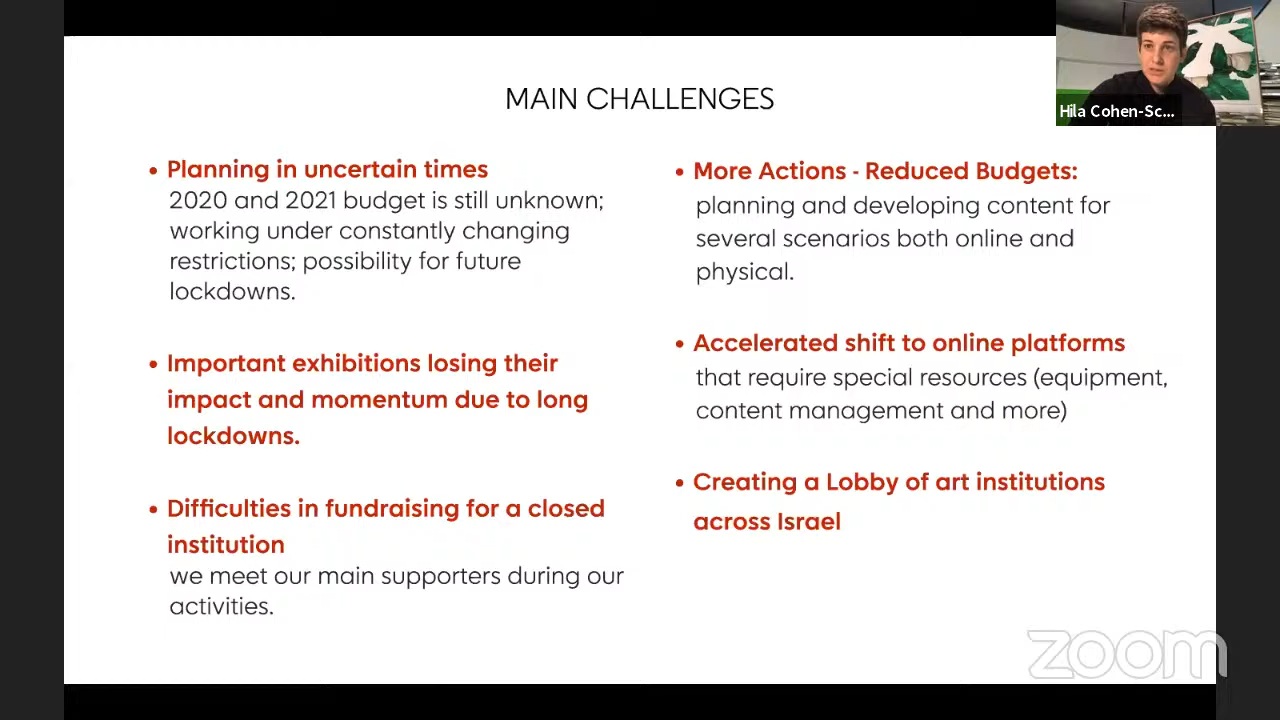 MAIN CHALLENGES
• Planning in uncertain times
2020 and 2021 budget is still unknown;
working under constantly changing
restrictions; possibility for future
lockdowns.
• Important exhibitions losing their
impact and momentum due to long
lockdowns.
• Difficulties in fundraising for a closed
institution
we meet our main supporters during our
activities.
• More Actions - Reduced Budgets:
planning and developing content for
several scenarios both online and
physical.
• Accelerated shift to online platforms
that require special resources (equipment,
content management and more)
• Creating a Lobby of art institutions
across Israel
Hila Cohen-Sc...
zoom